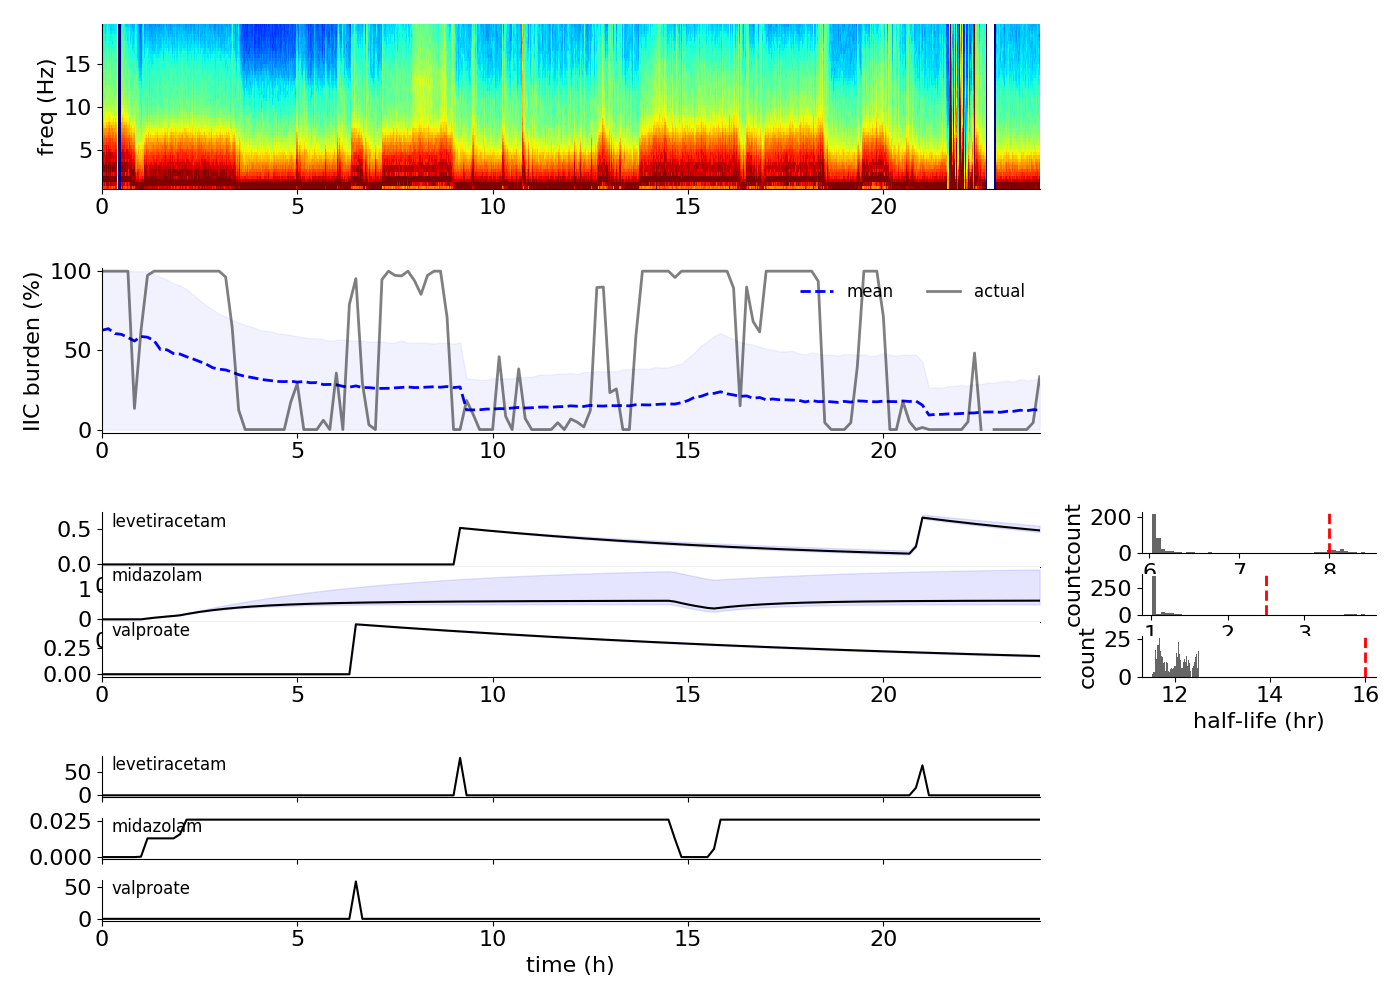 freq (Hz)
15
10
5
0 5 10 15 20
IIC burden (%)
100
50
0
mean actual
0 5 10 15 20
levetiracetam
0.5
0.0
midazolam
1
0
valproate
0.25
0.00
0 5 10 15 20
count
200
0
6 7 8
count
250
0
1 2 3
count
25
0
12 14 16
half-life (hr)
levetiracetam
50
0
0.025
midazolam
0.000
valproate
50
0
0 5 10 15 20
time (h)